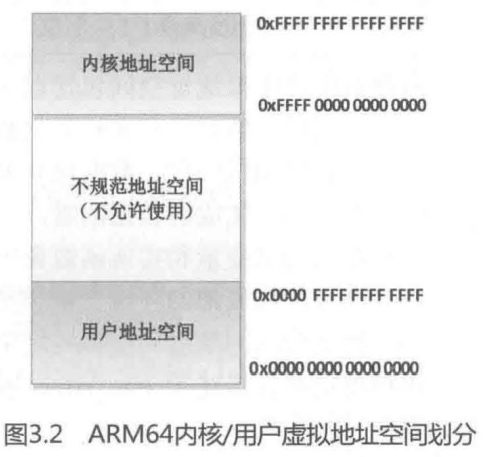 0xFFFF FFFF FFFF FFFF
内核地址空间
0xFFFF 0000 0000 0000
不规范地址空间
（不允许使用）
0x0000 FFFF FFFF FFFF
用户地址空间
0x0000 0000 0000 0000
图3.2 ARM64内核/用户虚拟地址空间划分